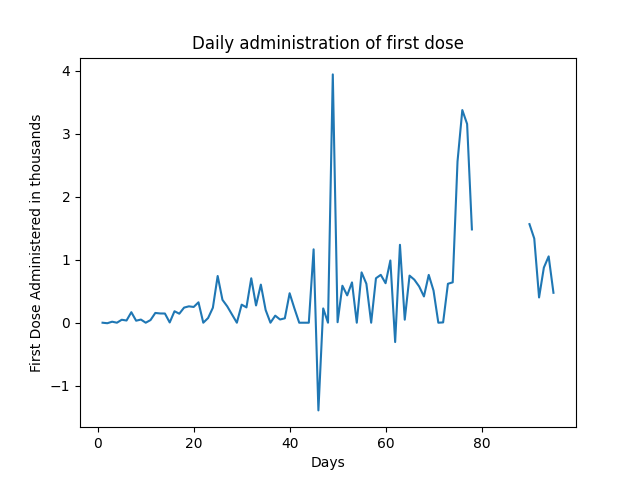 Daily administration of first dose
First Dose Administered in thousands
4
3
2
1
0
−1
0 20 40 60 80
Days